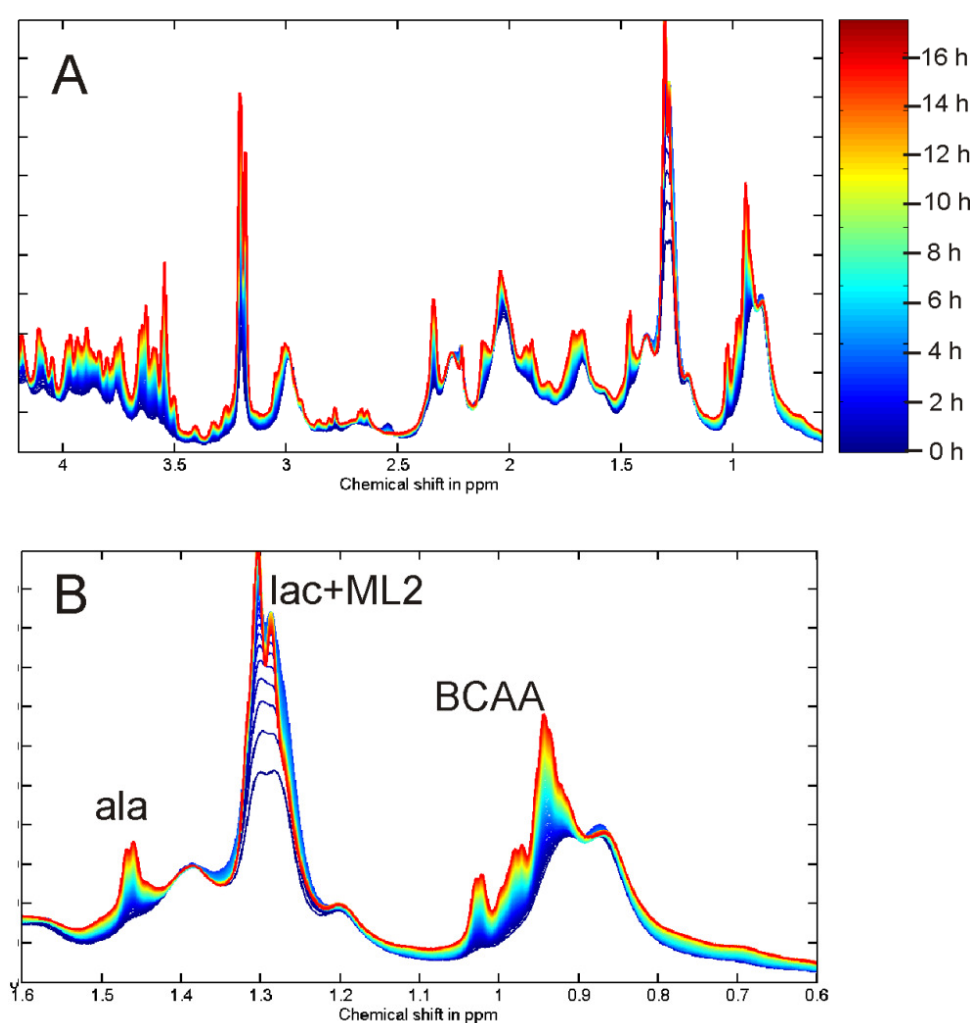 A
16 h
14 h
12 h
10 h
8 h
6 h
4 h
2 h
0 h
4 3.5 3 2.5 2 1.5 1
Chemical shift in ppm
B
lac+ML2
BCAA
ala
1.6 1.5 1.4 1.3 1.2 1.1 1 0.9 0.8 0.7 0.6
Chemical shift in ppm